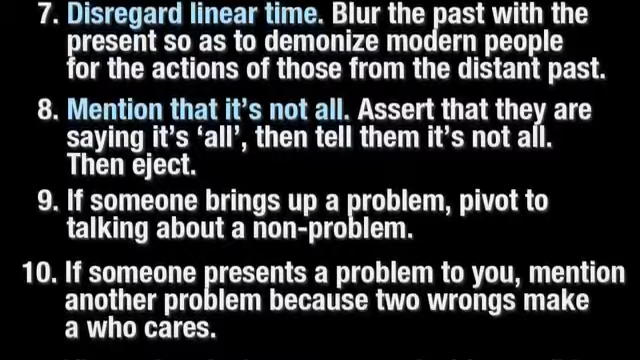 7. Disregard linear time. Blur the past with the
present so as to demonize modern people
for the actions of those from the distant past.
8. Mention that it’s not all. Assert that they are
saying it’s ‘all’, then tell them it’s not all.
Then eject.
9. If someone brings up a problem, pivot to
talking about a non-problem.
10. If someone presents a problem to you, mention
another problem because two wrongs make
a who cares.